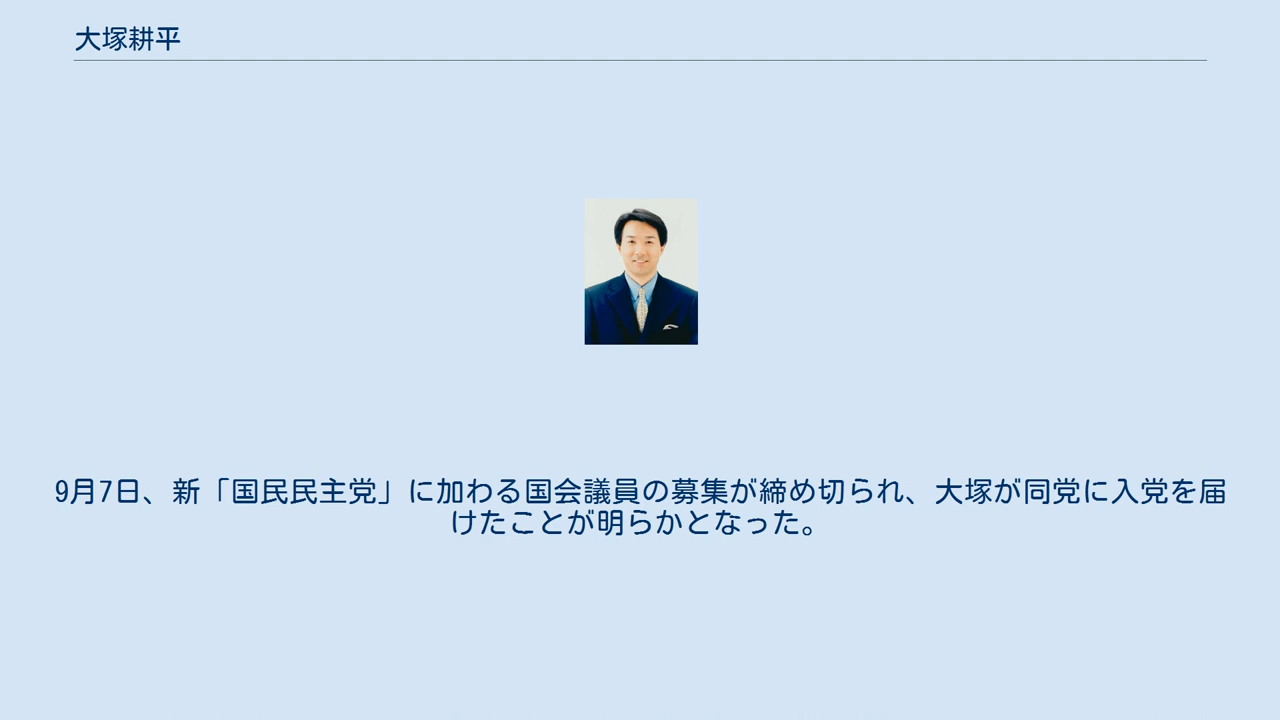 大塚耕平
9月7日、新「国民民主党」に加わる国会議員の募集が締め切られ、大塚が同党に入党を届
けたことが明らかとなった。